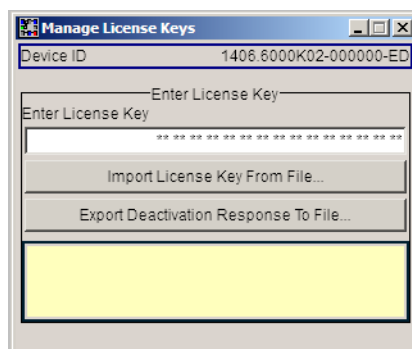 Manage License Keys
Device ID 1406.6000K02-000000-ED
Enter License Key
Enter License Key
** ** ** ** ** ** ** ** ** ** ** ** ** ** **
Import License Key From File...
Export Deactivation Response To File...